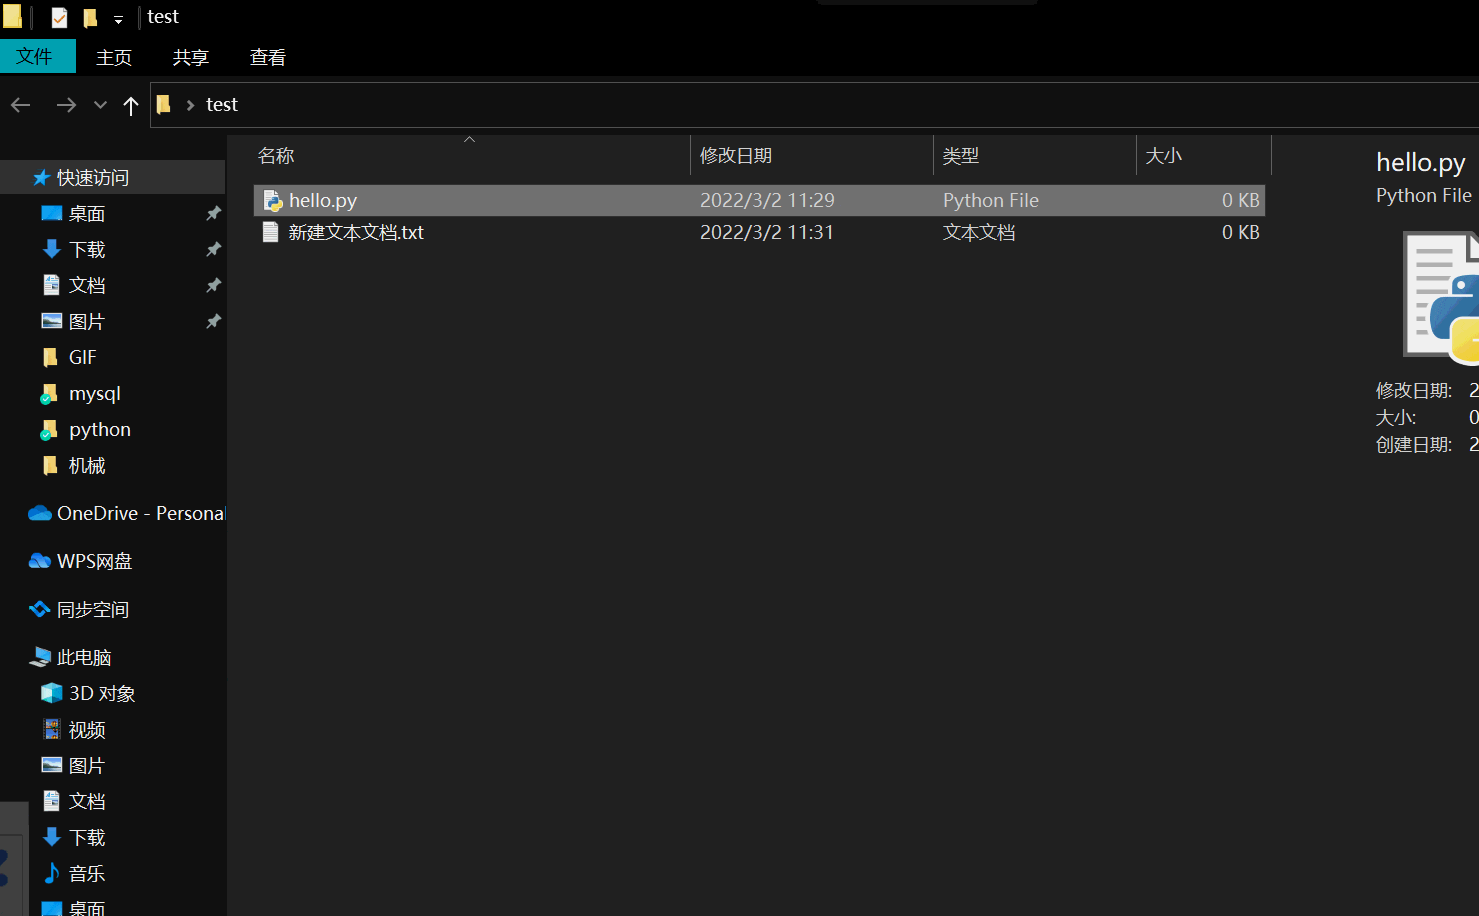 test
文件 主页 共享 查看
test
名称 修改日期 类型 大小
hello.py 2022/3/2 11:29 Python File 0 KB
新建文本文档.txt 2022/3/2 11:31 文本文档 0 KB
快速访问
桌面
下载
文档
图片
GIF
mysql
python
机械
OneDrive - Personal
WPS网盘
同步空间
此电脑
3D 对象
视频
图片
文档
下载
音乐
桌面
hello.py
Python File
修改日期: 2
大小: 0
创建日期: 2